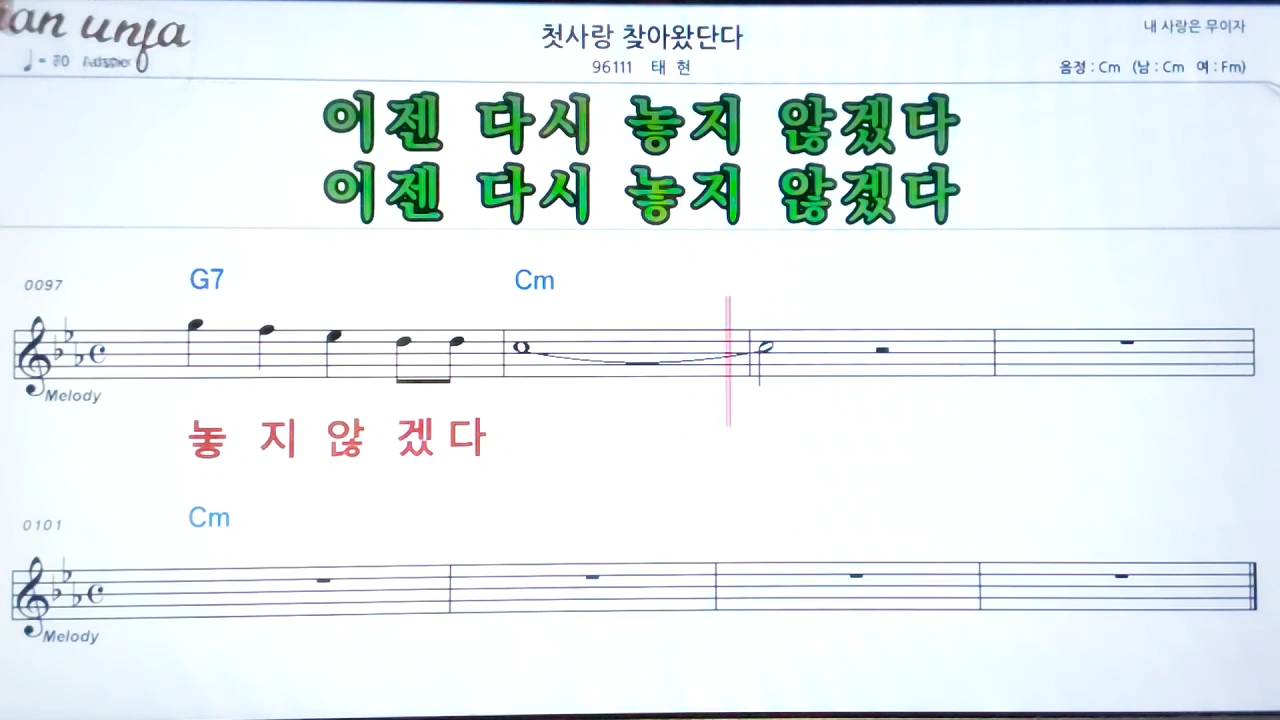 an unja
첫사랑 찾아왔단다
내 사랑은 무이자
96111 태 현
음정 : Cm (남 : Cm 여 : Fm)
이젠 다시 놓지 않겠다
이젠 다시 놓지 않겠다
0097 G7 Cm
Melody
놓 지 않 겠 다
0101 Cm
Melody